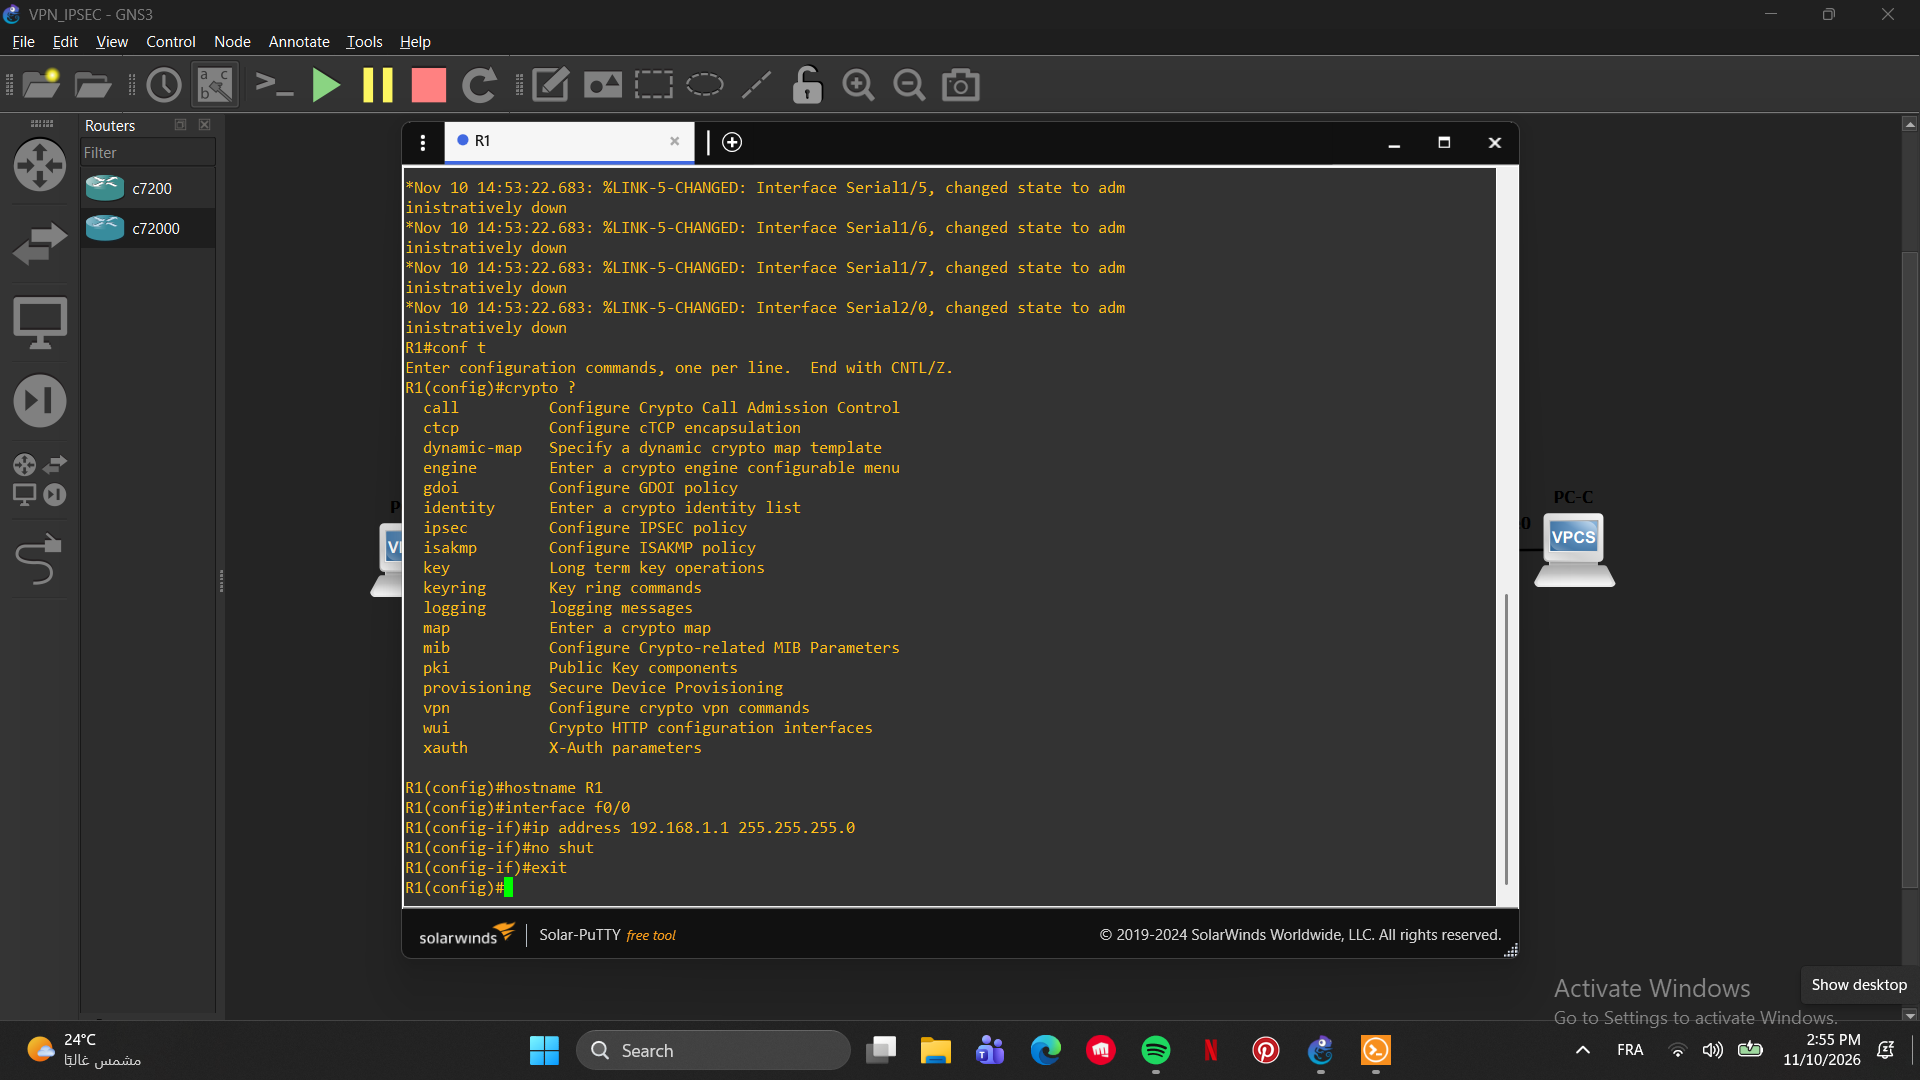 VPN_IPSEC - GNS3
File Edit View Control Node Annotate Tools Help
Routers
Filter
c7200
c72000
R1
*Nov 10 14:53:22.683: %LINK-5-CHANGED: Interface Serial1/5, changed state to adm
inistratively down
*Nov 10 14:53:22.683: %LINK-5-CHANGED: Interface Serial1/6, changed state to adm
inistratively down
*Nov 10 14:53:22.683: %LINK-5-CHANGED: Interface Serial1/7, changed state to adm
inistratively down
*Nov 10 14:53:22.683: %LINK-5-CHANGED: Interface Serial2/0, changed state to adm
inistratively down
R1#conf t
Enter configuration commands, one per line.  End with CNTL/Z.
R1(config)#crypto ?
call Configure Crypto Call Admission Control
ctcp Configure cTCP encapsulation
dynamic-map Specify a dynamic crypto map template
engine Enter a crypto engine configurable menu
gdoi Configure GDOI policy
identity Enter a crypto identity list
ipsec Configure IPSEC policy
isakmp Configure ISAKMP policy
key Long term key operations
keyring Key ring commands
logging logging messages
map Enter a crypto map
mib Configure Crypto-related MIB Parameters
pki Public Key components
provisioning Secure Device Provisioning
vpn Configure crypto vpn commands
wui Crypto HTTP configuration interfaces
xauth X-Auth parameters
R1(config)#hostname R1
R1(config)#interface f0/0
R1(config-if)#ip address 192.168.1.1 255.255.255.0
R1(config-if)#no shut
R1(config-if)#exit
R1(config)#
PC-C
VPCS
solarwinds Solar-PuTTY free tool © 2019-2024 SolarWinds Worldwide, LLC. All rights reserved.
Activate Windows
Go to Settings to activate Windows.
Show desktop
24°C
مشمس غالبًا
Search
FRA
2:55 PM
11/10/2026